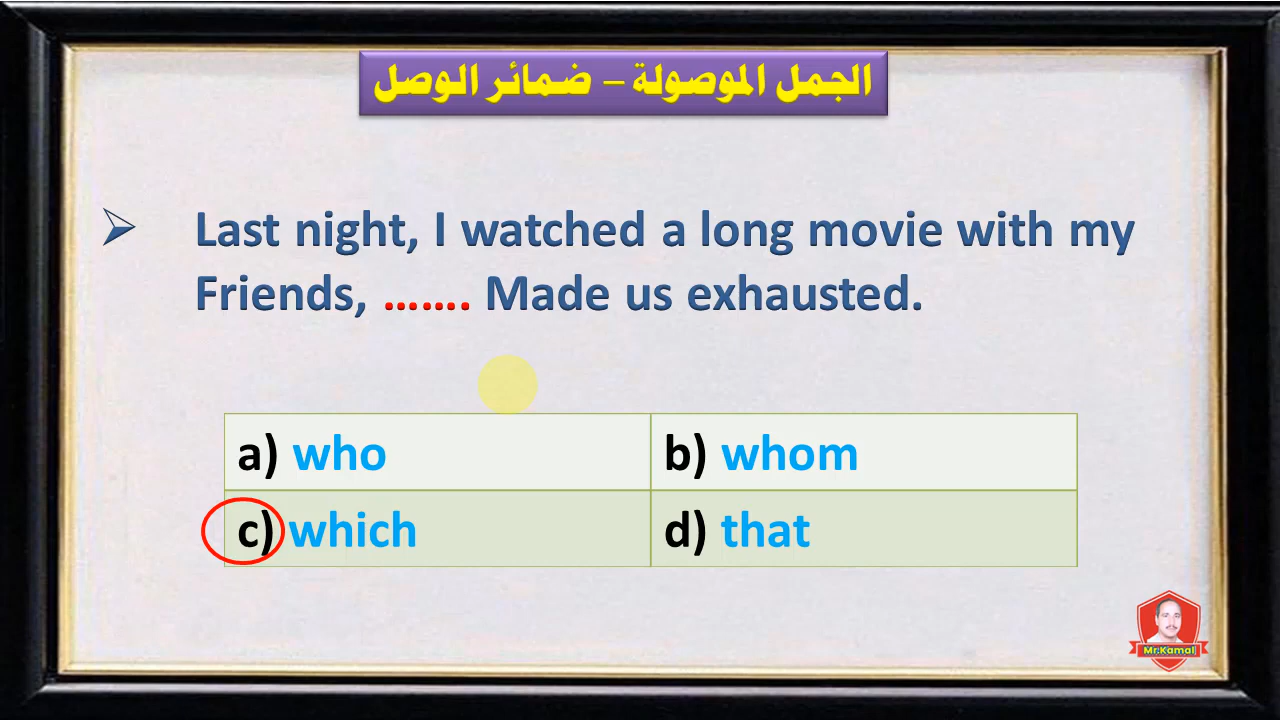 الجمل الموصولة – ضمائر الوصل
➢ Last night, I watched a long movie with my
Friends, ....... Made us exhausted.
a) who
b) whom
c) which
d) that
Mr.Kamal